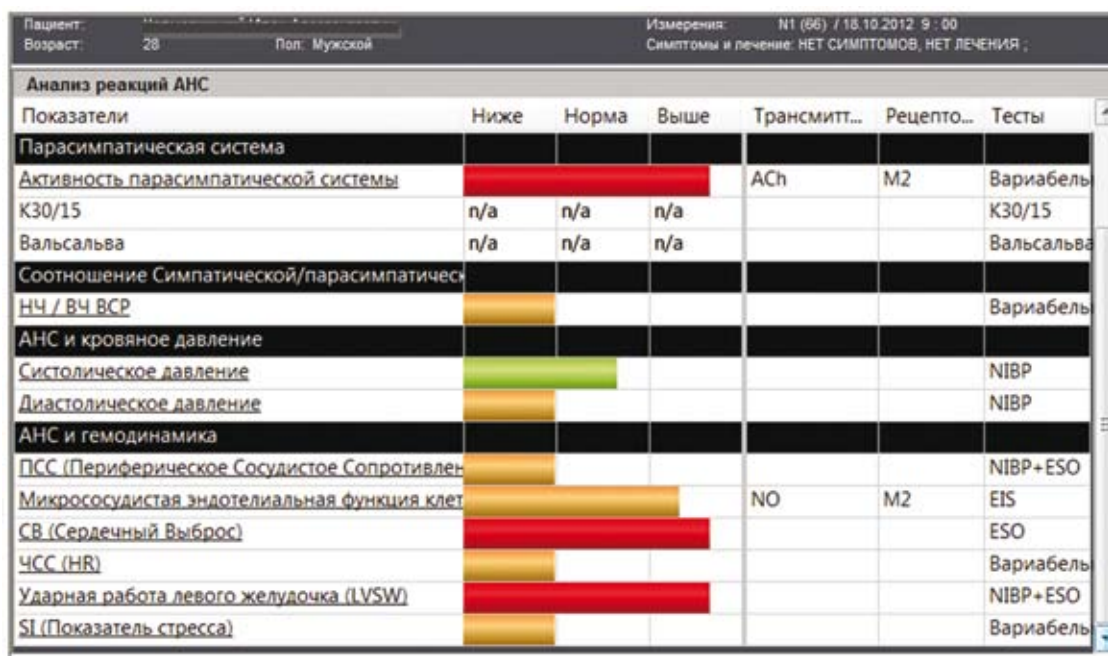 Пациент:
Измерения: N1 (66) / 18.10.2012 9 : 00
Возраст: 28 Пол: Мужской Симптомы и лечение: НЕТ СИМПТОМОВ, НЕТ ЛЕЧЕНИЯ ;
Анализ реакций АНС
Показатели Ниже Норма Выше Трансмитт... Рецепто... Тесты
Парасимпатическая система
Активность парасимпатической системы ACh M2 Вариабель
К30/15 n/a n/a n/a К30/15
Вальсальва n/a n/a n/a Вальсальва
Соотношение Симпатической/парасимпатическ
НЧ / ВЧ ВСР Вариабель
АНС и кровяное давление
Систолическое давление NIBP
Диастолическое давление NIBP
АНС и гемодинамика
ПСС (Периферическое Сосудистое Сопротивлен NIBP+ESO
Микрососудистая эндотелиальная функция клет NO M2 EIS
СВ (Сердечный Выброс) ESO
ЧСС (HR) Вариабель
Ударная работа левого желудочка (LVSW) NIBP+ESO
SI (Показатель стресса) Вариабель